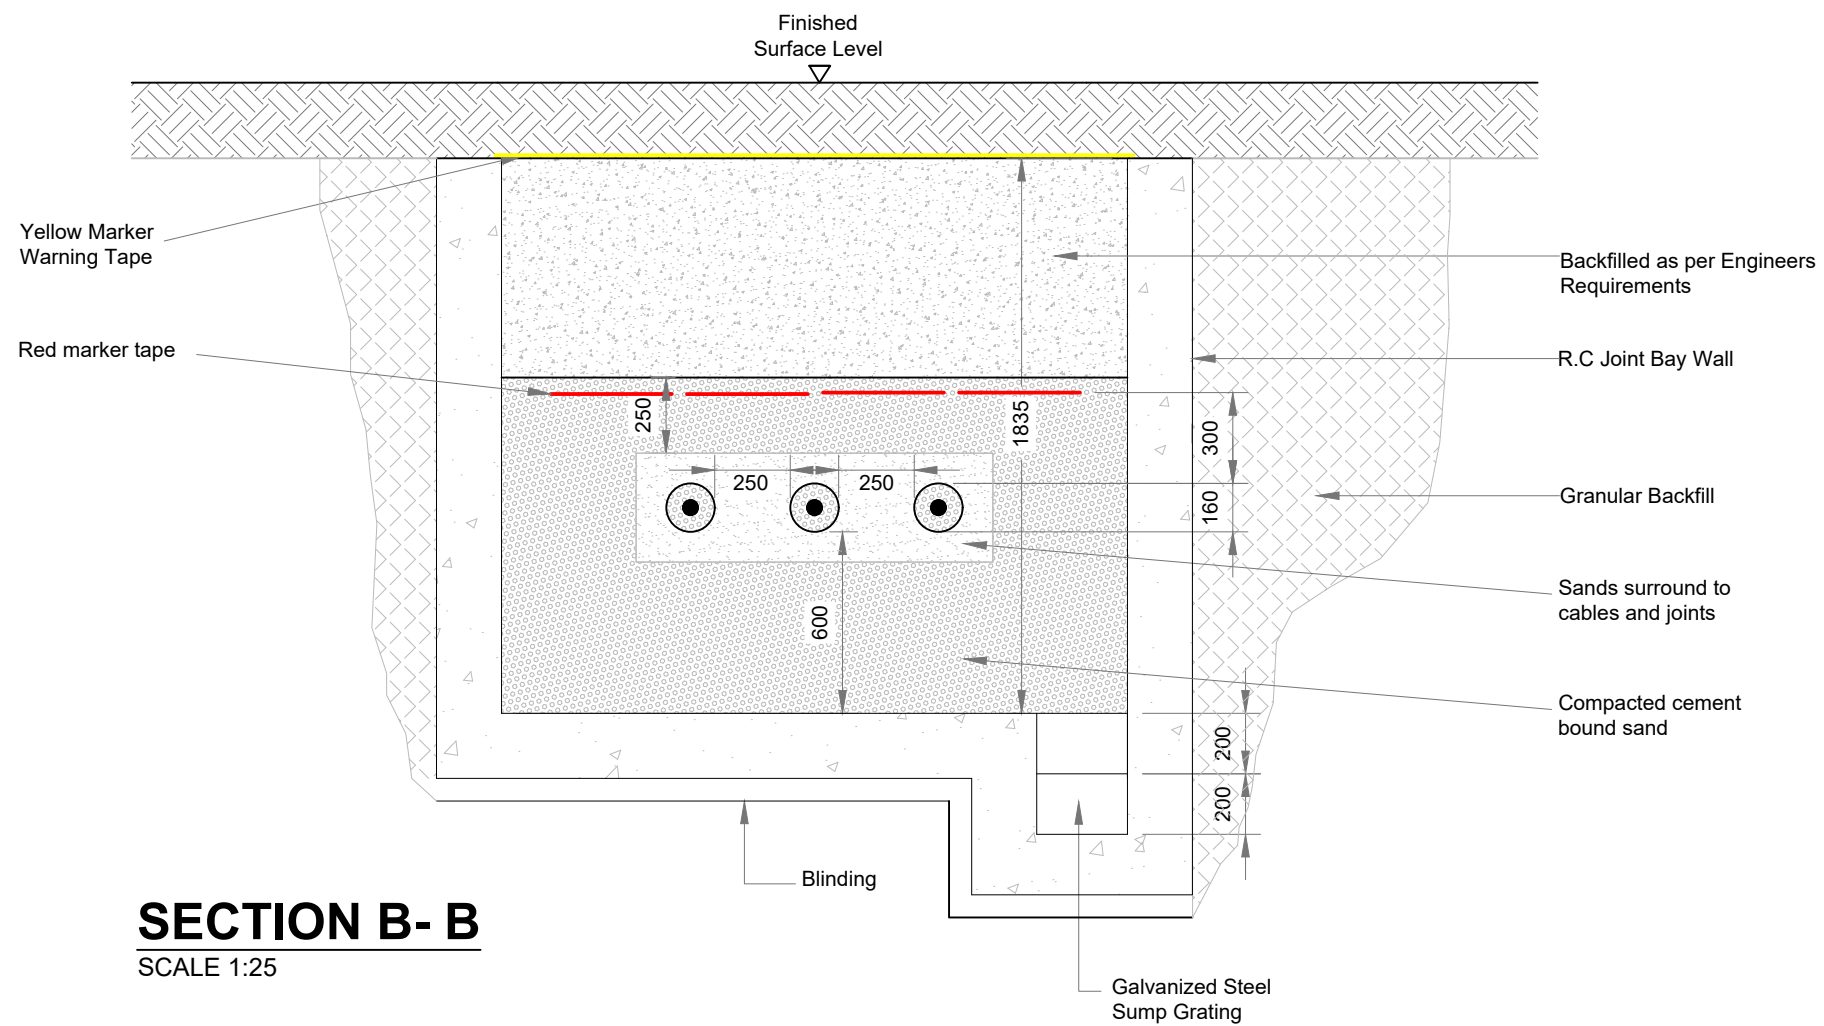 Finished
Surface Level
Yellow Marker
Warning Tape
Red marker tape
Backfilled as per Engineers
Requirements
R.C Joint Bay Wall
Granular Backfill
Sands surround to
cables and joints
Compacted cement
bound sand
250
1835
300
250
250
160
600
200
200
Blinding
Galvanized Steel
Sump Grating
SECTION B- B
SCALE 1:25